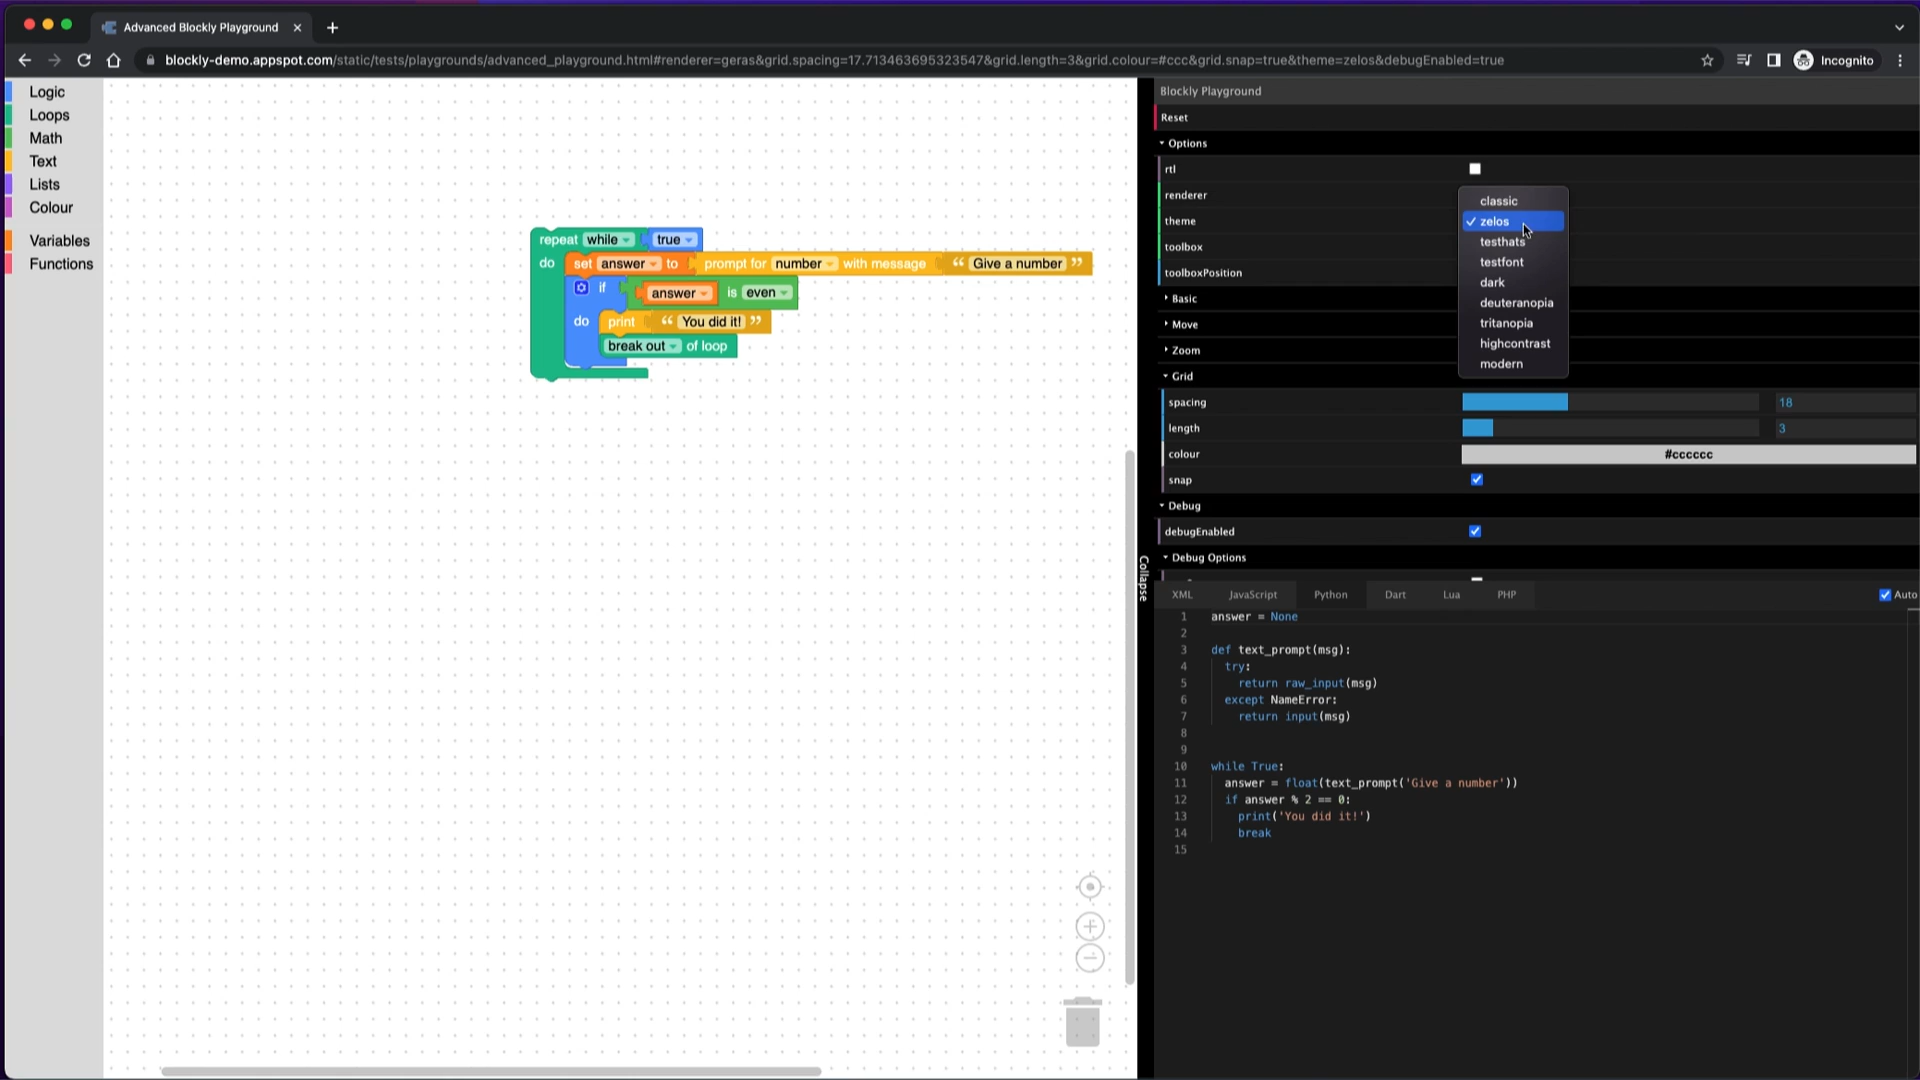 Advanced Blockly Playground
blockly-demo.appspot.com/static/tests/playgrounds/advanced_playground.html#renderer=geras&grid.spacing=17.713463695323547&grid.length=3&grid.colour=#ccc&grid.snap=true&theme=zelos&debugEnabled=true
Incognito
Logic
Loops
Math
Text
Lists
Colour
Variables
Functions
repeat while true
do set answer to prompt for number with message “ Give a number ”
if answer is even
do print “ You did it! ”
break out of loop
Collapse
Blockly Playground
Reset
Options
rtl
renderer
theme
toolbox
toolboxPosition
classic
zelos
testhats
testfont
dark
deuteranopia
tritanopia
highcontrast
modern
Basic
Move
Zoom
Grid
spacing 18
length 3
colour #cccccc
snap
Debug
debugEnabled
Debug Options
XML JavaScript Python Dart Lua PHP Auto
1 answer = None
2
3 def text_prompt(msg):
4 try:
5 return raw_input(msg)
6 except NameError:
7 return input(msg)
8
9
10 while True:
11 answer = float(text_prompt('Give a number'))
12 if answer % 2 == 0:
13 print('You did it!')
14 break
15